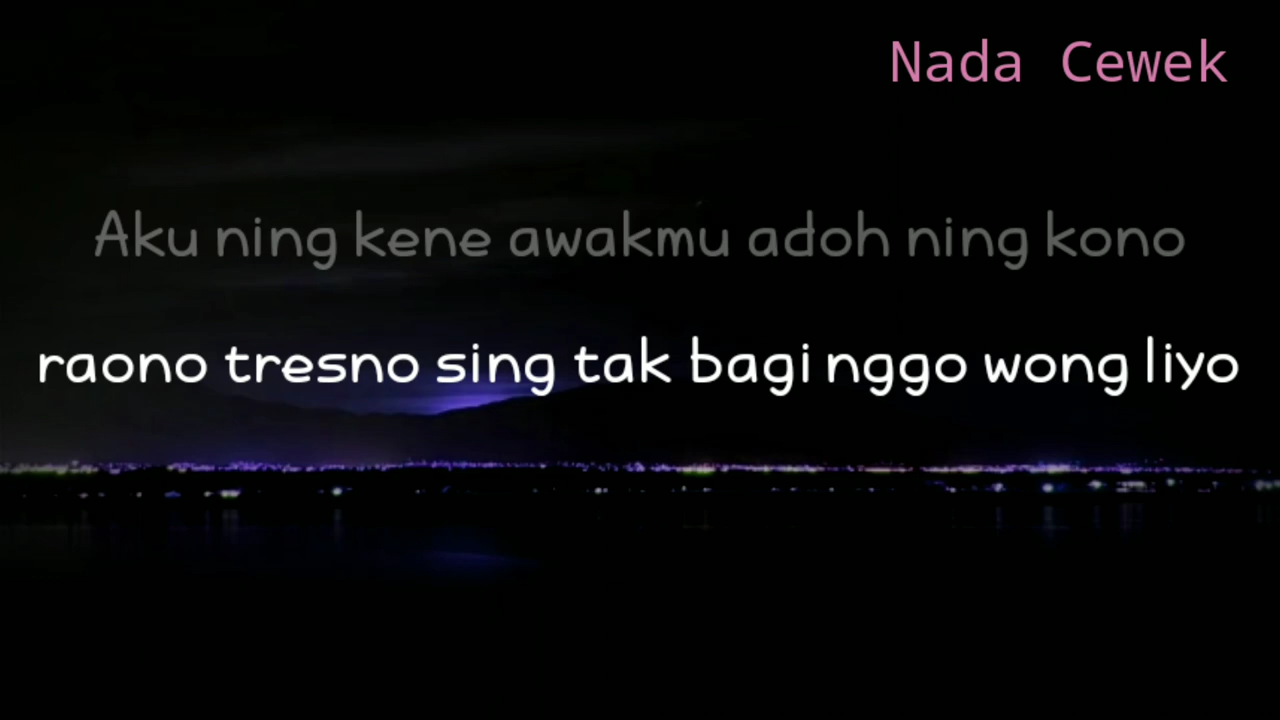 Nada Cewek
Aku ning kene awakmu adoh ning kono
raono tresno sing tak bagi nggo wong liyo